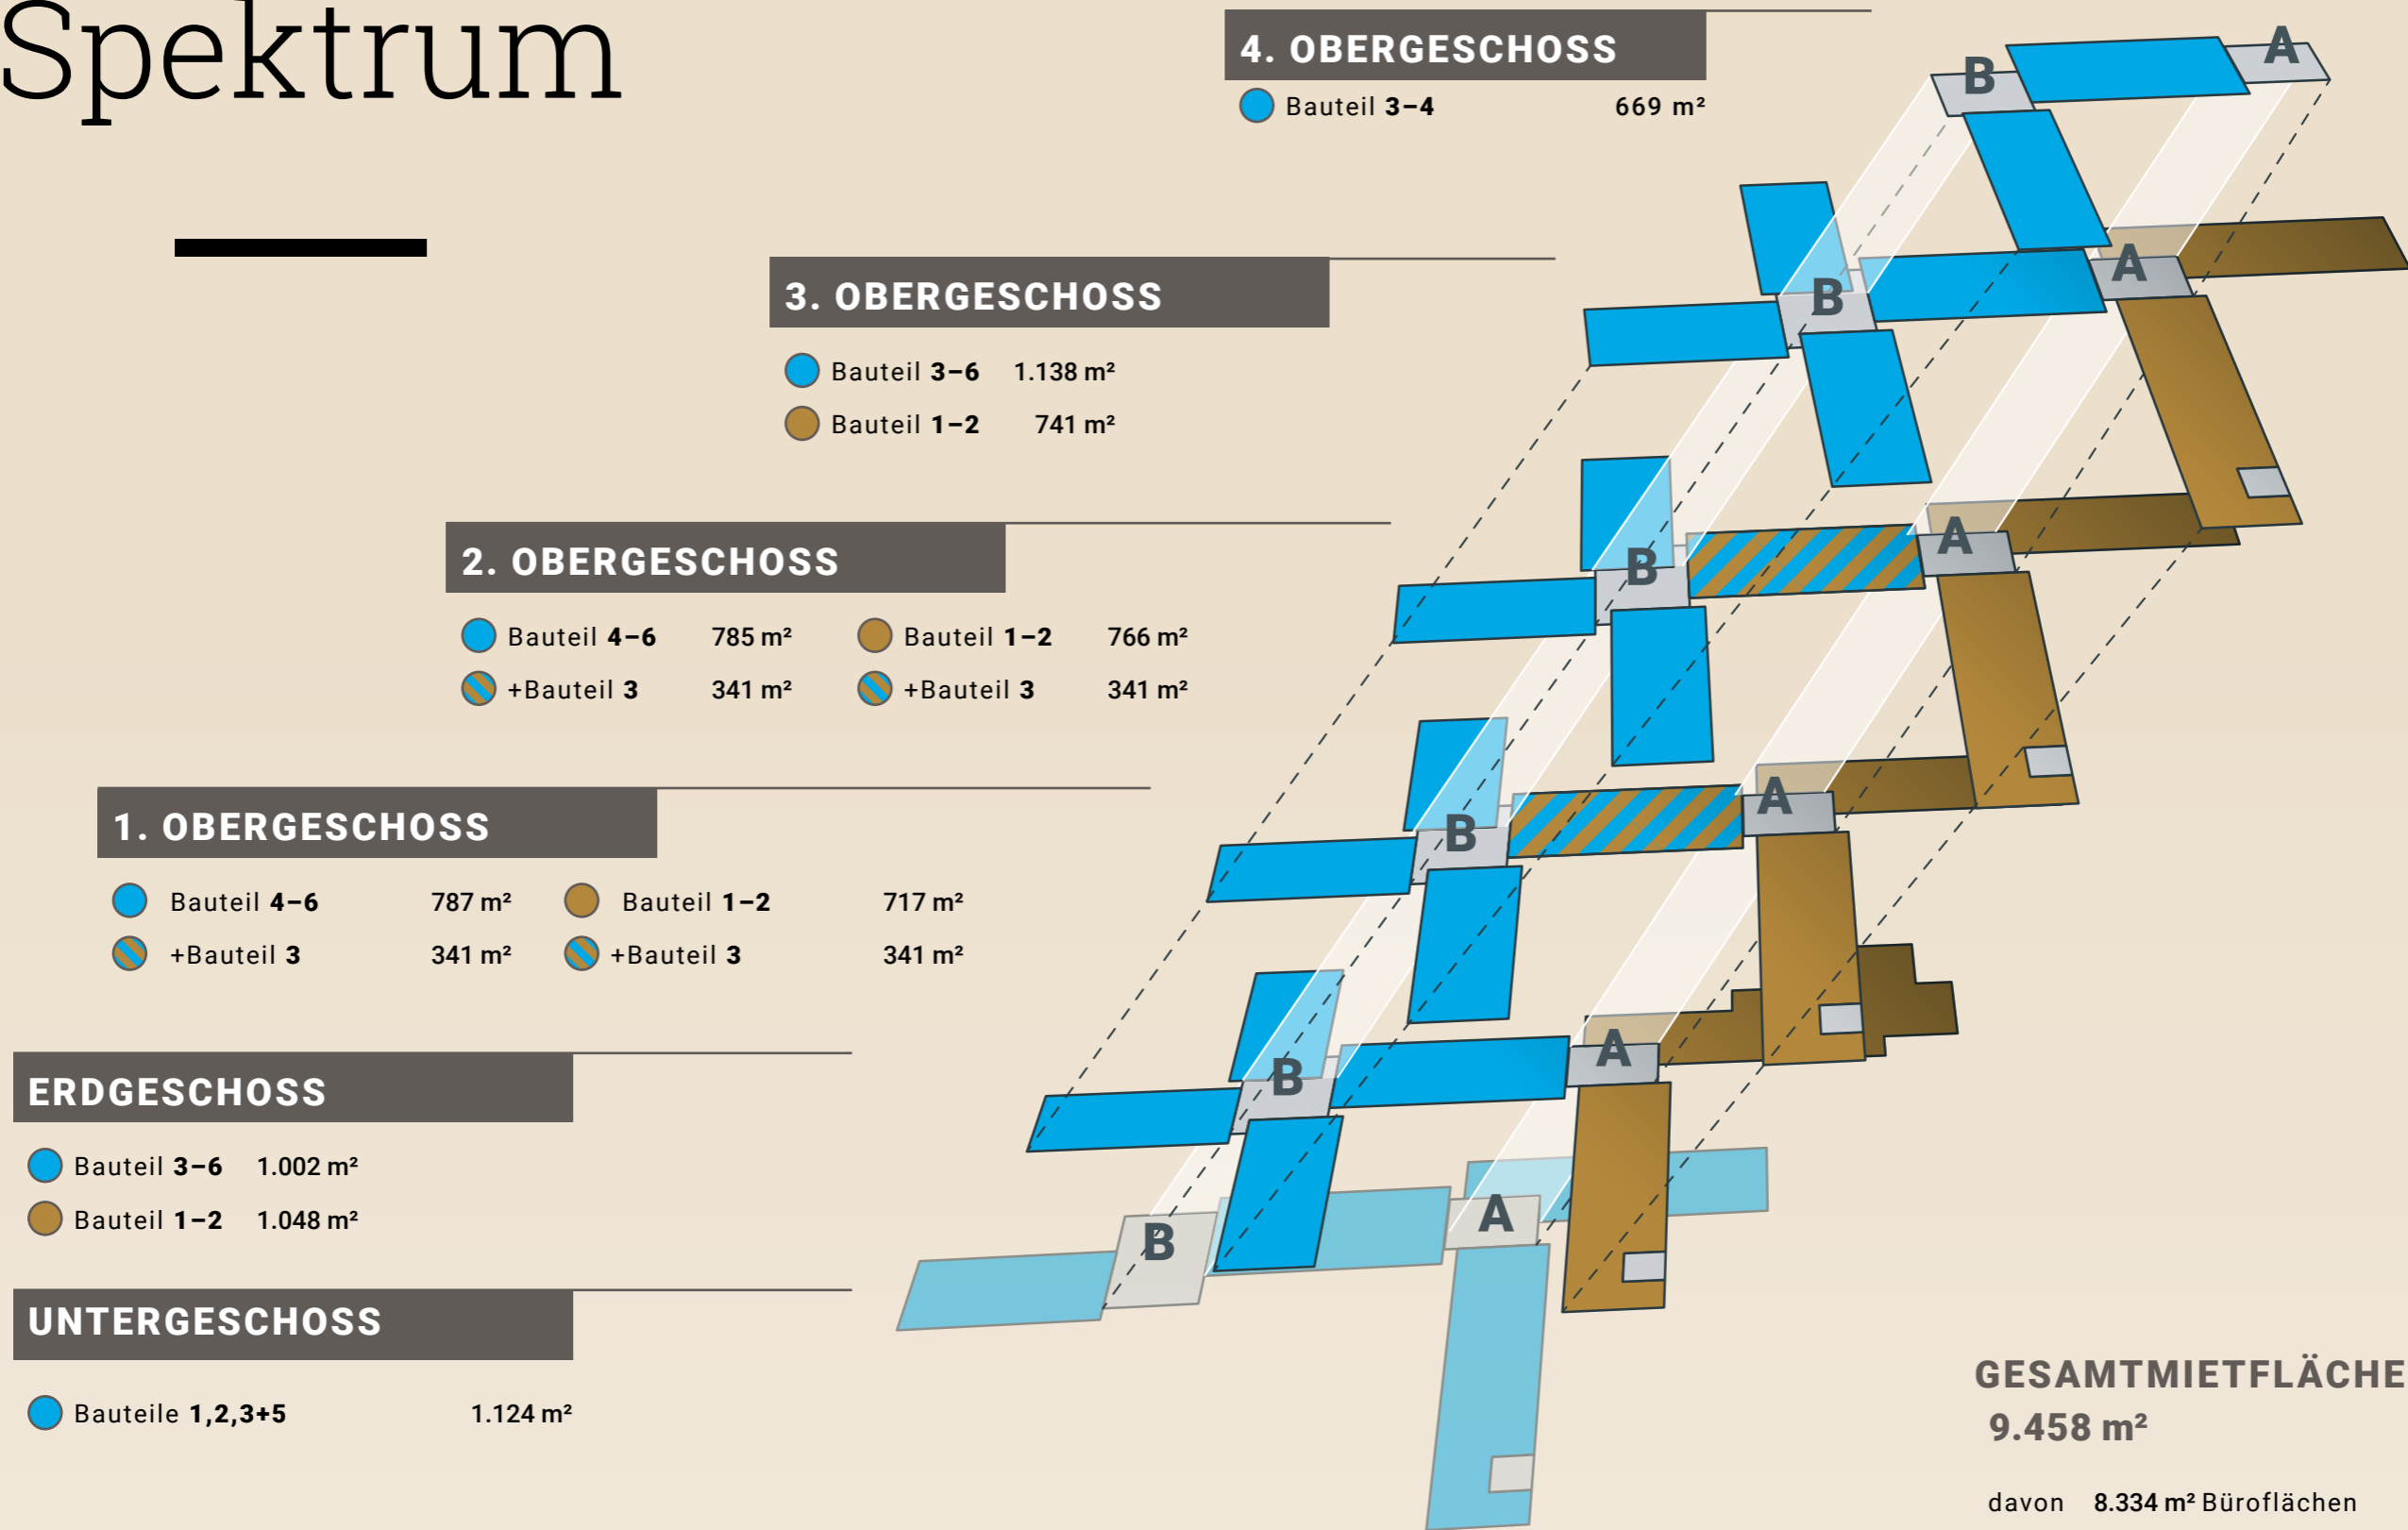 Spektrum
4. OBERGESCHOSS
Bauteil 3–4 669 m²
3. OBERGESCHOSS
Bauteil 3–6 1.138 m²
Bauteil 1–2 741 m²
2. OBERGESCHOSS
Bauteil 4–6 785 m² Bauteil 1–2 766 m²
+Bauteil 3 341 m² +Bauteil 3 341 m²
1. OBERGESCHOSS
Bauteil 4–6 787 m² Bauteil 1–2 717 m²
+Bauteil 3 341 m² +Bauteil 3 341 m²
ERDGESCHOSS
Bauteil 3–6 1.002 m²
Bauteil 1–2 1.048 m²
UNTERGESCHOSS
Bauteile 1,2,3+5 1.124 m²
B A
B A
B A
B A
B A
B A
GESAMTMIETFLÄCHE
9.458 m²
davon 8.334 m² Büroflächen